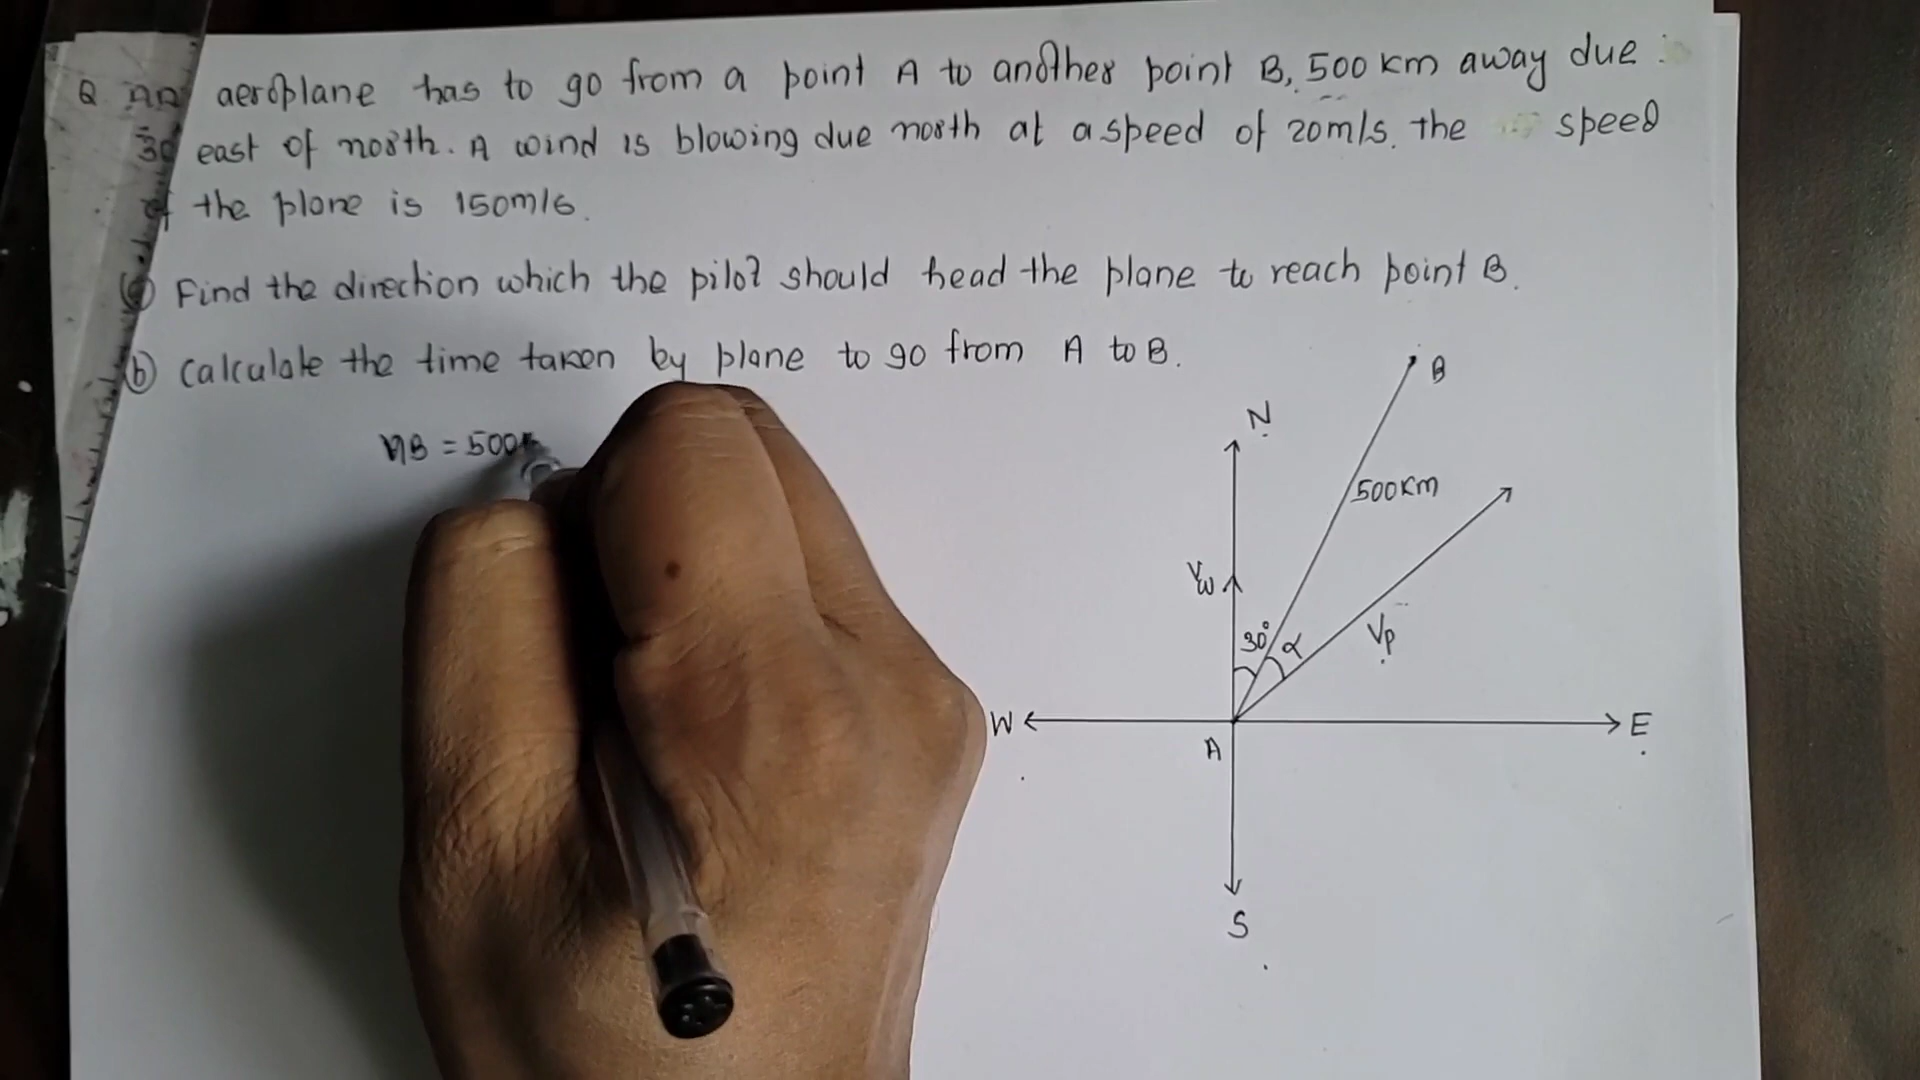 Q An aeroplane has to go from a point A to another point B, 500 km away due
30° east of north. A wind is blowing due north at a speed of 20m/s. the speed
of the plane is 150m/s.
(a) Find the direction which the pilot should head the plane to reach point B.
(b) calculate the time taken by plane to go from A to B.
AB = 500
B
N
500KM
Vw
30° α
Vp
W
E
A
S